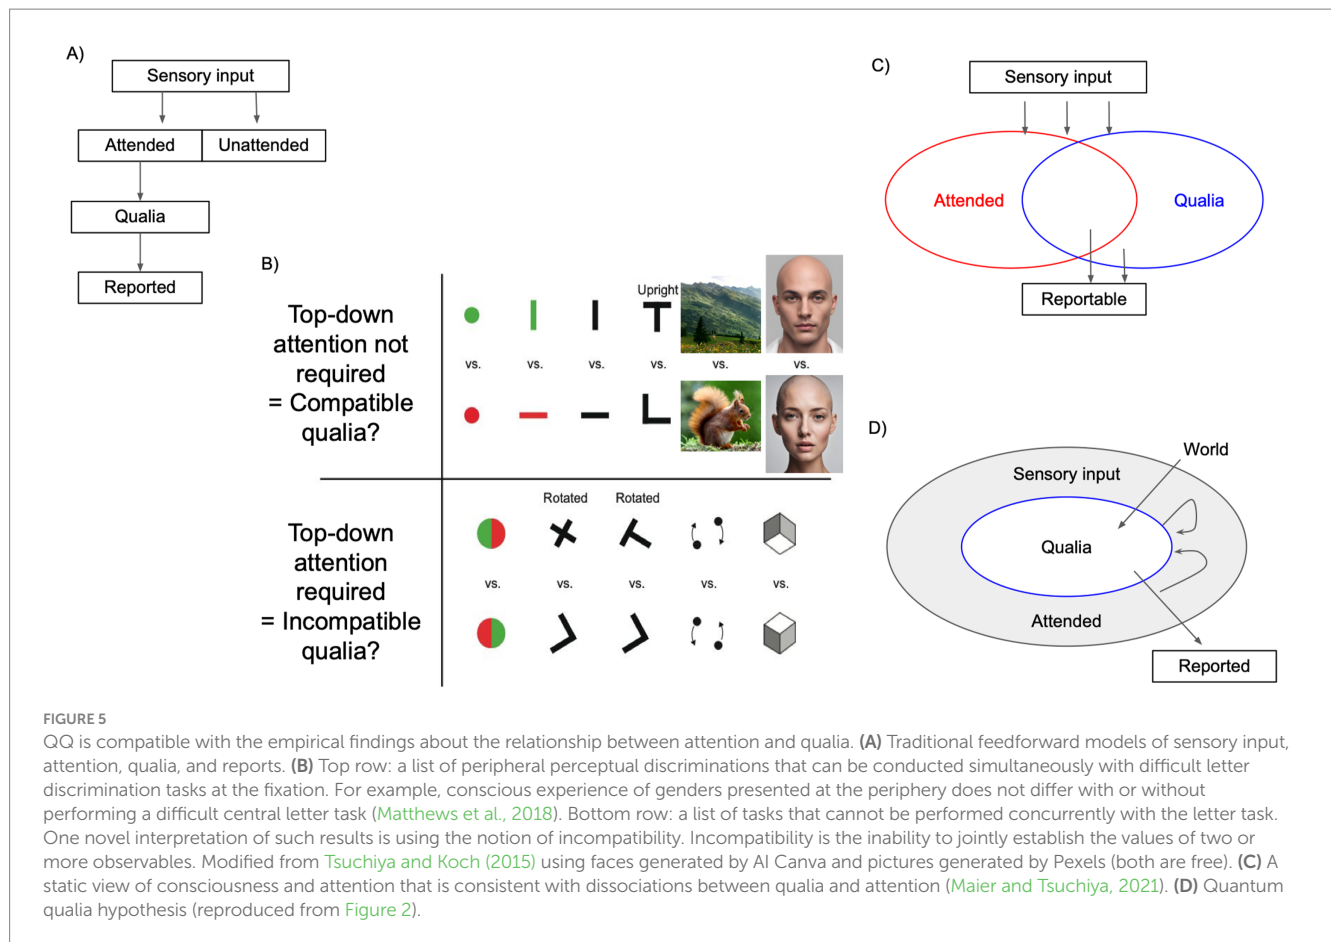 A)
Sensory input
Attended
Unattended
Qualia
Reported
B)
Top-down
attention not
required
= Compatible
qualia?
Upright
vs.
vs.
vs.
vs.
vs.
vs.
Top-down
attention
required
= Incompatible
qualia?
Rotated
Rotated
vs.
vs.
vs.
vs.
vs.
C)
Sensory input
Attended
Qualia
Reportable
D)
World
Sensory input
Qualia
Attended
Reported
FIGURE 5
QQ is compatible with the empirical findings about the relationship between attention and qualia. (A) Traditional feedforward models of sensory input,
attention, qualia, and reports. (B) Top row: a list of peripheral perceptual discriminations that can be conducted simultaneously with difficult letter
discrimination tasks at the fixation. For example, conscious experience of genders presented at the periphery does not differ with or without
performing a difficult central letter task (Matthews et al., 2018). Bottom row: a list of tasks that cannot be performed concurrently with the letter task.
One novel interpretation of such results is using the notion of incompatibility. Incompatibility is the inability to jointly establish the values of two or
more observables. Modified from Tsuchiya and Koch (2015) using faces generated by AI Canva and pictures generated by Pexels (both are free). (C) A
static view of consciousness and attention that is consistent with dissociations between qualia and attention (Maier and Tsuchiya, 2021). (D) Quantum
qualia hypothesis (reproduced from Figure 2).